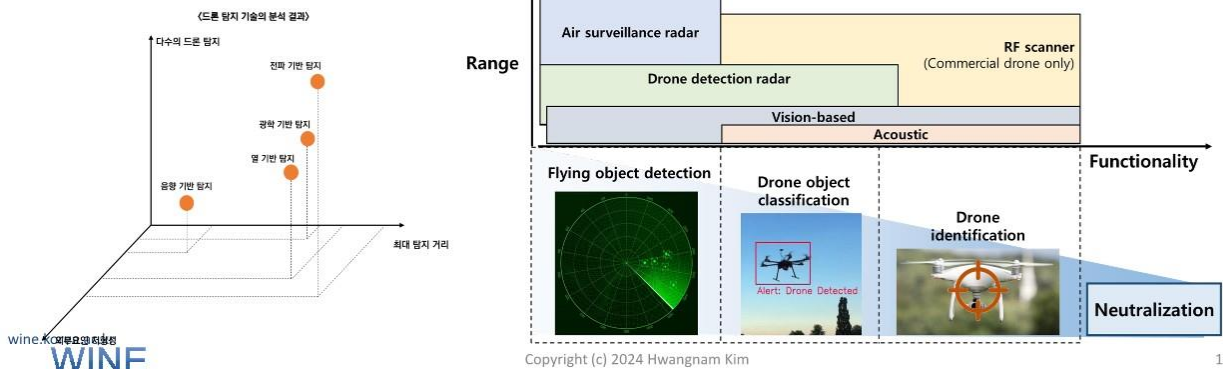 《드론 탐지 기술의 분석 결과》
다수의 드론 탐지
전파 기반 탐지
광학 기반 탐지
열 기반 탐지
음향 기반 탐지
최대 탐지 거리
WINE
Range
Air surveillance radar
RF scanner
(Commercial drone only)
Drone detection radar
Vision-based
Acoustic
Functionality
Flying object detection
Drone object
classification
Drone
identification
Alert: Drone Detected
Neutralization
Copyright (c) 2024 Hwangnam Kim
1